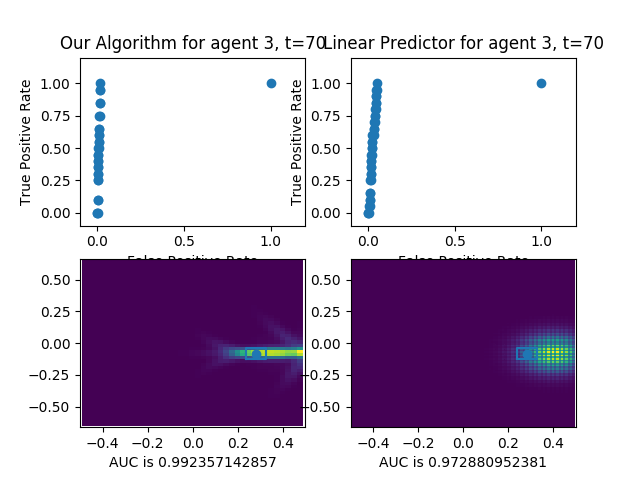 Our Algorithm for agent 3, t=70
Linear Predictor for agent 3, t=70
True Positive Rate
1.00
0.75
0.50
0.25
0.00
0.0 0.5 1.0
False Positive Rate
True Positive Rate
1.00
0.75
0.50
0.25
0.00
0.0 0.5 1.0
False Positive Rate
0.50
0.25
0.00
−0.25
−0.50
−0.4 −0.2 0.0 0.2 0.4
AUC is 0.992357142857
0.50
0.25
0.00
−0.25
−0.50
−0.4 −0.2 0.0 0.2 0.4
AUC is 0.972880952381